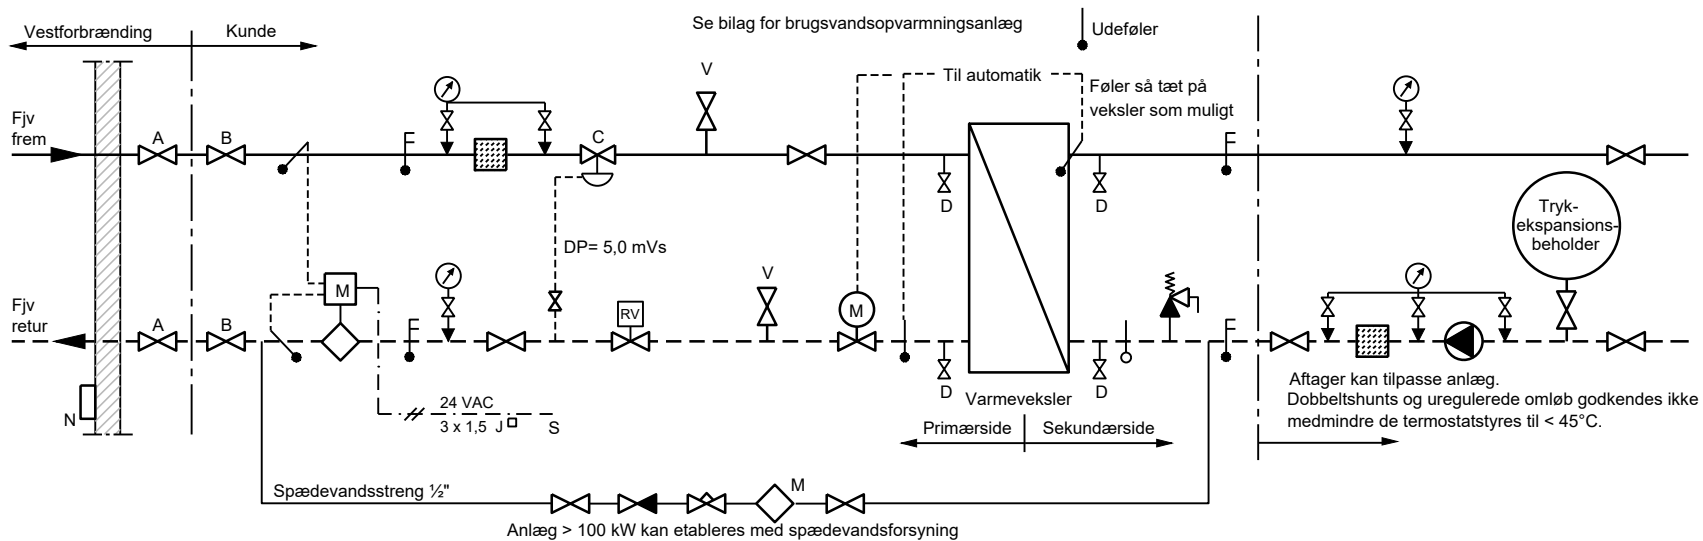 Se bilag for brugsvandsopvarmningsanlæg
Vestforbrænding
Kunde
Udeføler
V
Til automatik
Føler så tæt på
veksler som muligt
Fjv
frem
A
B
F
C
F
D
D
Tryk-
ekspansions-
beholder
DP= 5,0 mVs
V
Fjv
retur
A
B
M
F
RV
M
F
D
D
N
24 VAC
3 x 1,5 J
S
Varmeveksler
Primærside
Sekundærside
Aftager kan tilpasse anlæg.
Dobbeltshunts og uregulerede omløb godkendes ikke
medmindre de termostatstyres til < 45°C.
Spædevandsstreng ½"
M
Anlæg > 100 kW kan etableres med spædevandsforsyning